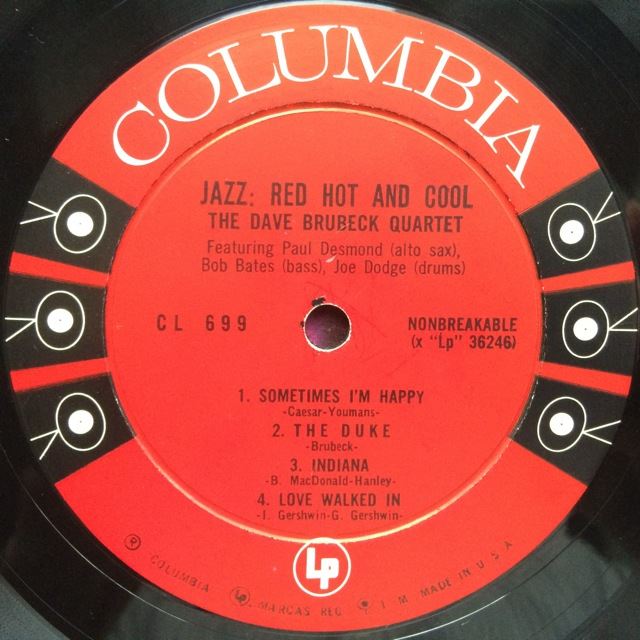 COLUMBIA
JAZZ: RED HOT AND COOL
THE DAVE BRUBECK QUARTET
Featuring Paul Desmond (alto sax),
Bob Bates (bass), Joe Dodge (drums)
CL 699
NONBREAKABLE
(x "Lp" 36246)
1. SOMETIMES I'M HAPPY
-Caesar-Youmans-
2. THE DUKE
-Brubeck-
3. INDIANA
-B. MacDonald-Hanley-
4. LOVE WALKED IN
-I. Gershwin-G. Gershwin-
Lp
® COLUMBIA Lp MARCAS REG. MADE IN U.S.A.